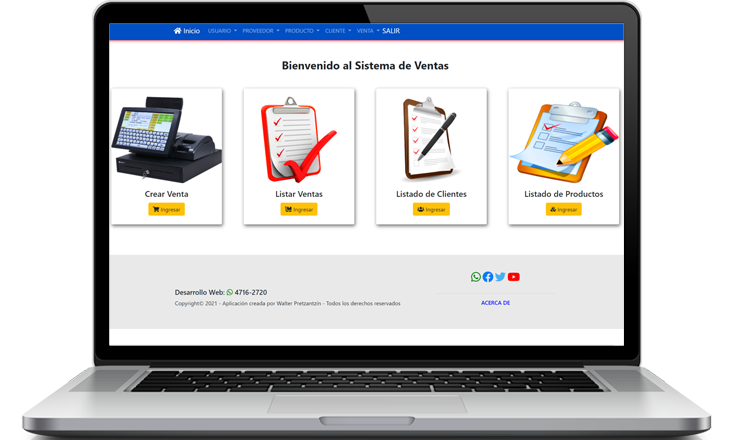 Inicio USUARIO PROVEEDOR PRODUCTO CLIENTE VENTA SALIR
Bienvenido al Sistema de Ventas
Crear Venta
Ingresar
Listar Ventas
Ingresar
Listado de Clientes
Ingresar
Listado de Productos
Ingresar
Desarrollo Web: 4716-2720
Copyright© 2021 - Aplicación creada por Walter Pretzantzín - Todos los derechos reservados
ACERCA DE